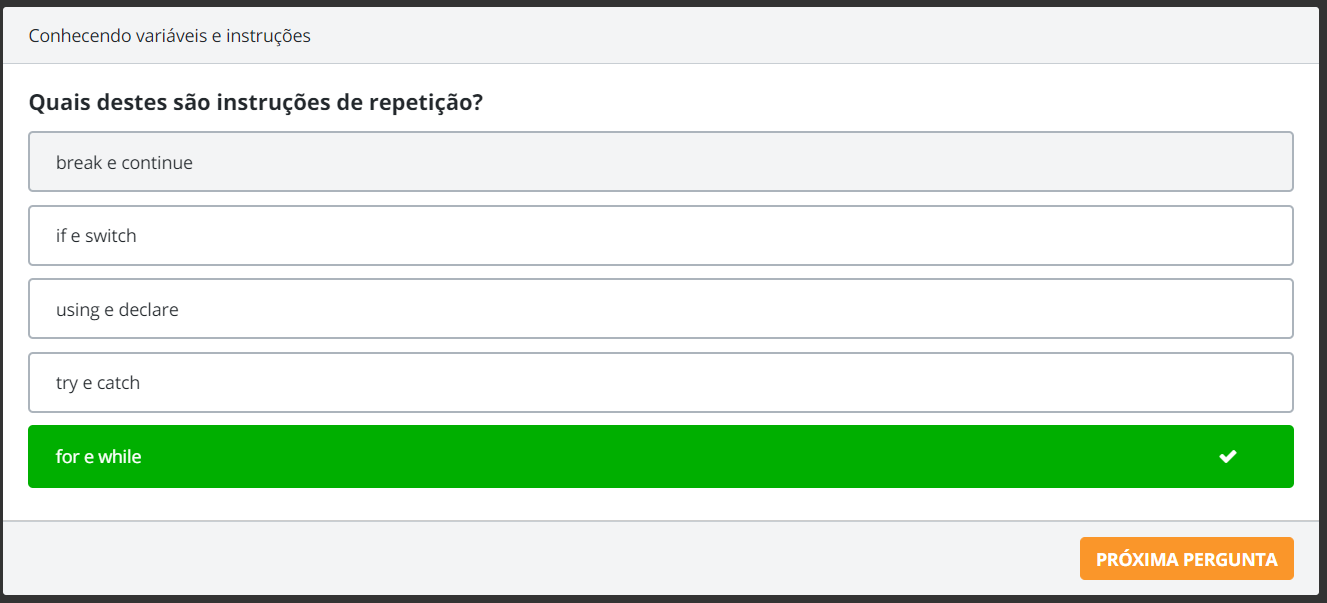 Conhecendo variáveis e instruções
Quais destes são instruções de repetição?
break e continue
if e switch
using e declare
try e catch
for e while
PRÓXIMA PERGUNTA